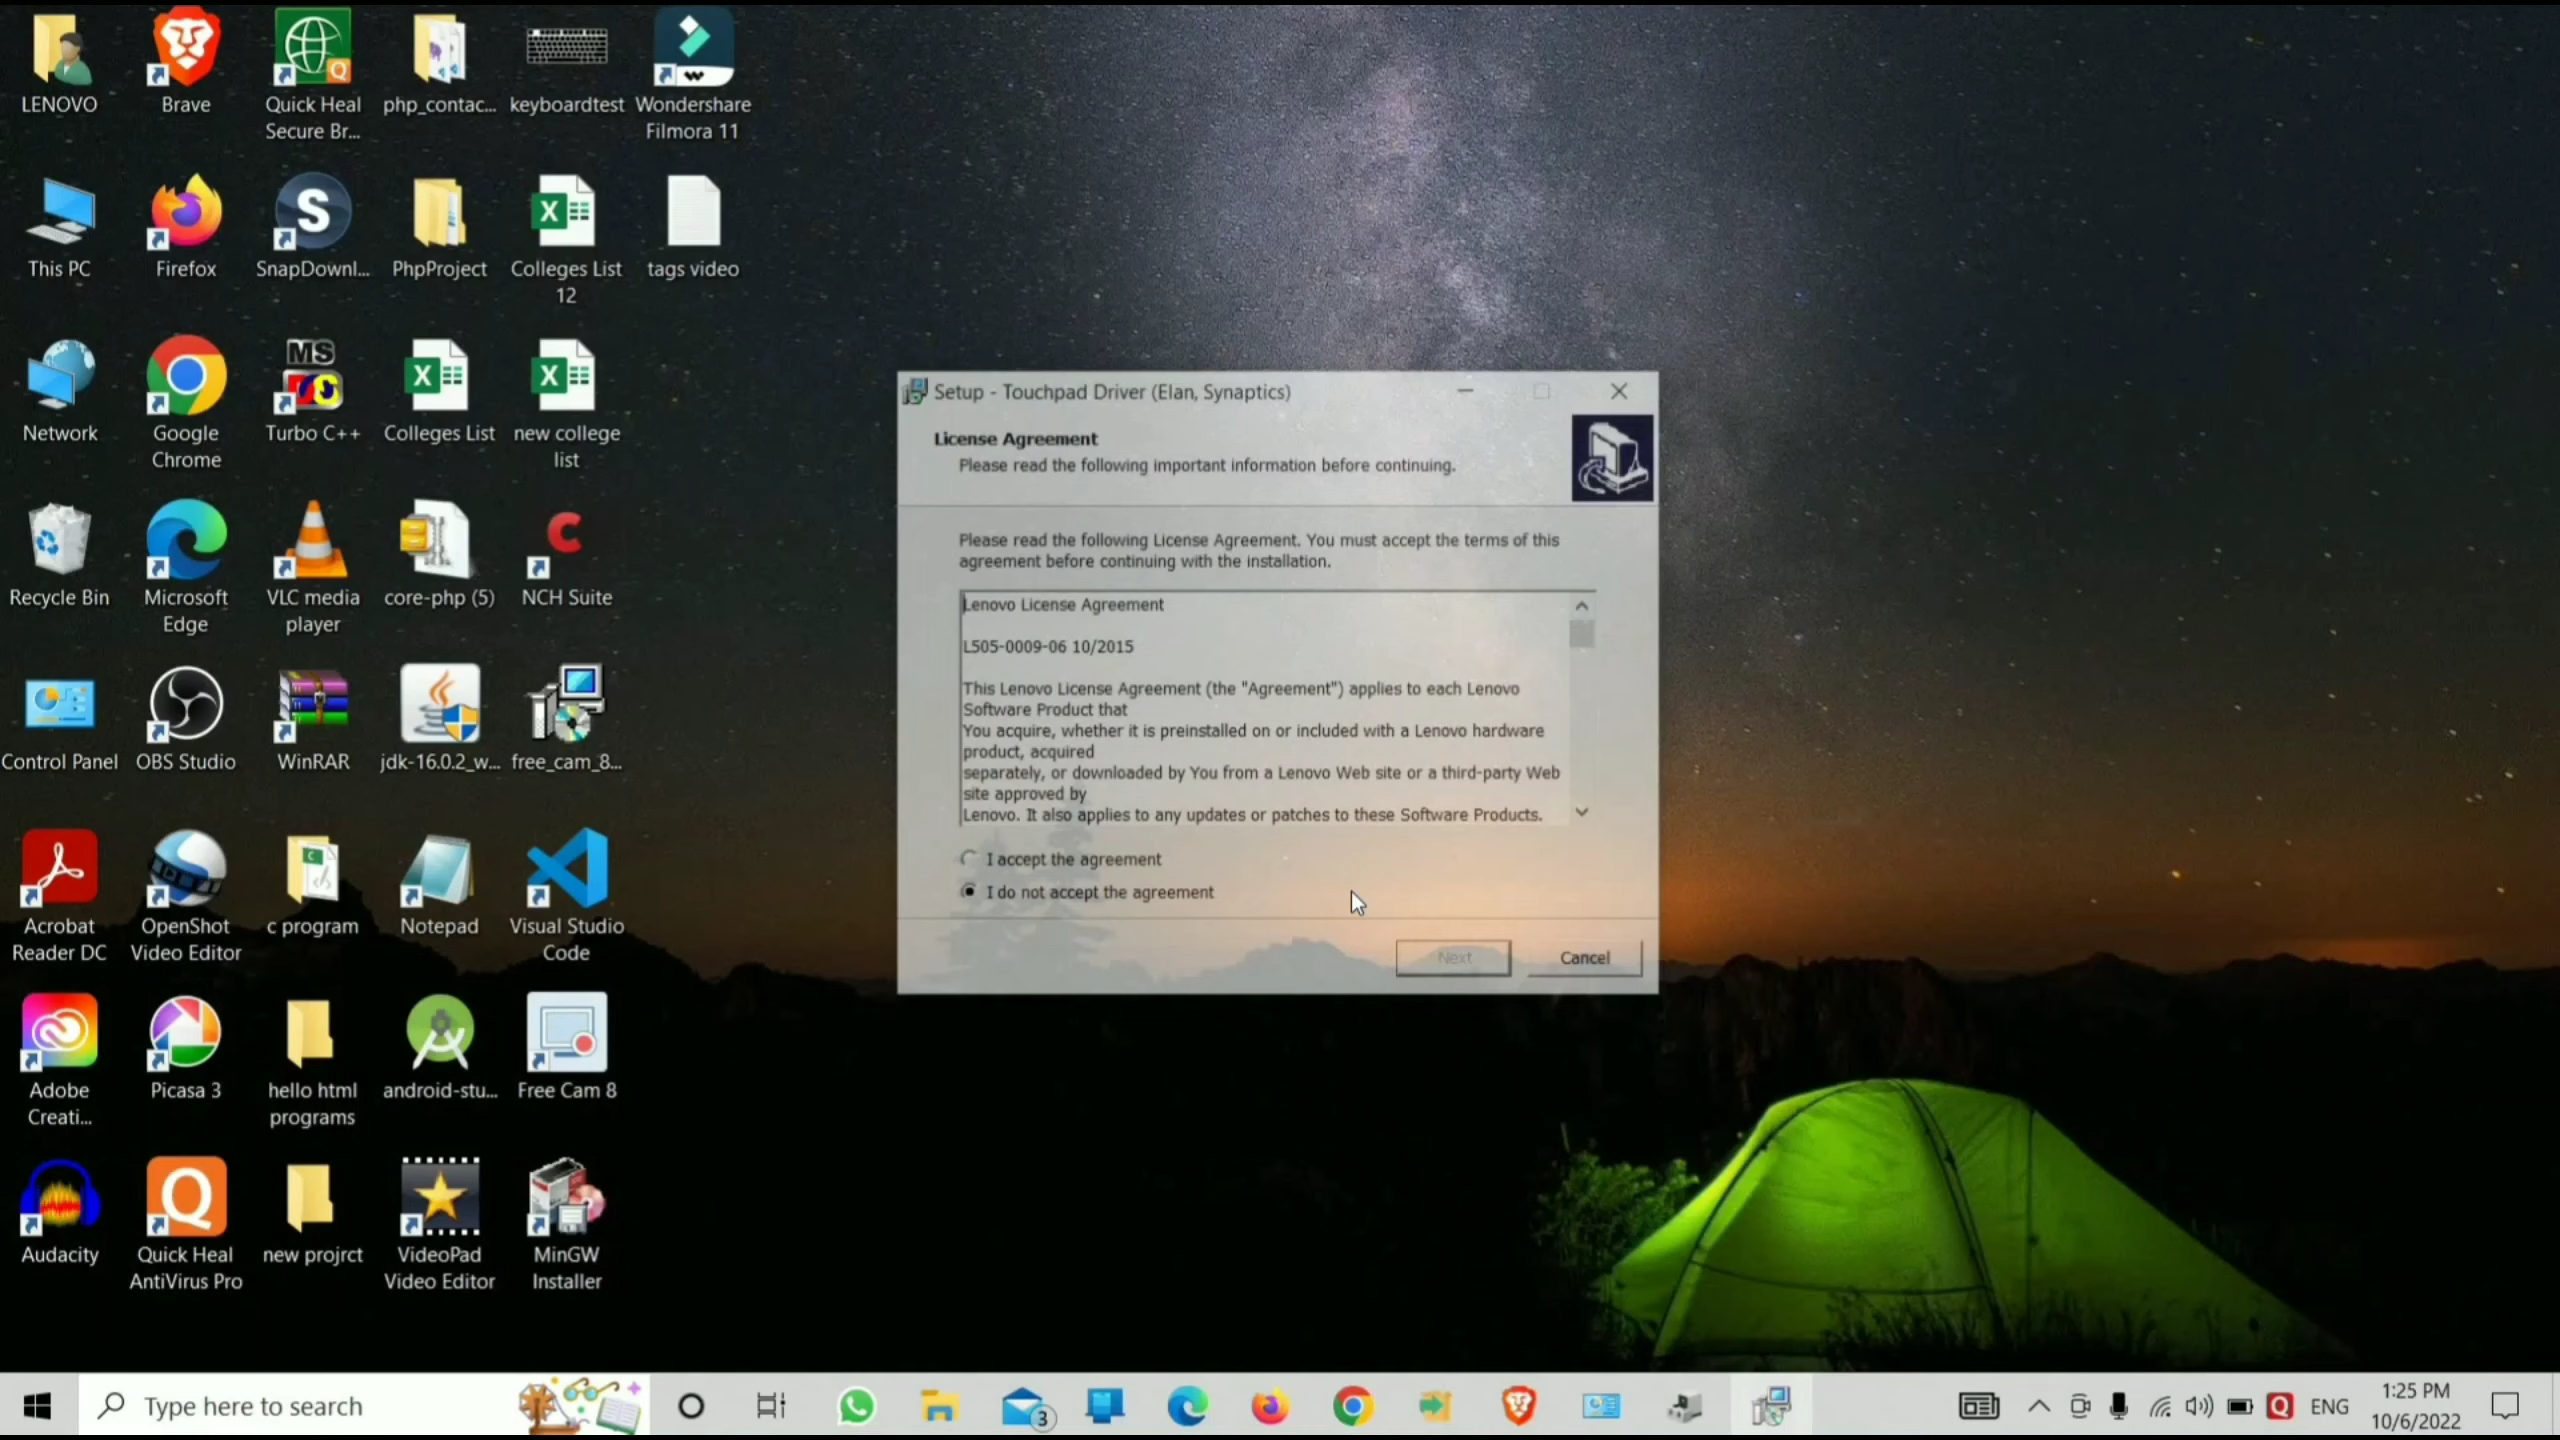 LENOVO
Brave
Quick Heal
Secure Br...
php_contac...
keyboardtest
Wondershare
Filmora 11
This PC
Firefox
SnapDownl...
PhpProject
Colleges List
12
tags video
Network
Google
Chrome
Turbo C++
Colleges List
new college
list
Recycle Bin
Microsoft
Edge
VLC media
player
core-php (5)
NCH Suite
Control Panel
OBS Studio
WinRAR
jdk-16.0.2_w...
free_cam_8...
Acrobat
Reader DC
OpenShot
Video Editor
c program
Notepad
Visual Studio
Code
Adobe
Creati...
Picasa 3
hello html
programs
android-stu...
Free Cam 8
Audacity
Quick Heal
AntiVirus Pro
new projrct
VideoPad
Video Editor
MinGW
Installer
Setup - Touchpad Driver (Elan, Synaptics)
License Agreement
Please read the following important information before continuing.
Please read the following License Agreement. You must accept the terms of this
agreement before continuing with the installation.
Lenovo License Agreement
L505-0009-06 10/2015
This Lenovo License Agreement (the "Agreement") applies to each Lenovo
Software Product that
You acquire, whether it is preinstalled on or included with a Lenovo hardware
product, acquired
separately, or downloaded by You from a Lenovo Web site or a third-party Web
site approved by
Lenovo. It also applies to any updates or patches to these Software Products.
I accept the agreement
I do not accept the agreement
Next
Cancel
Type here to search
3
ENG
1:25 PM
10/6/2022